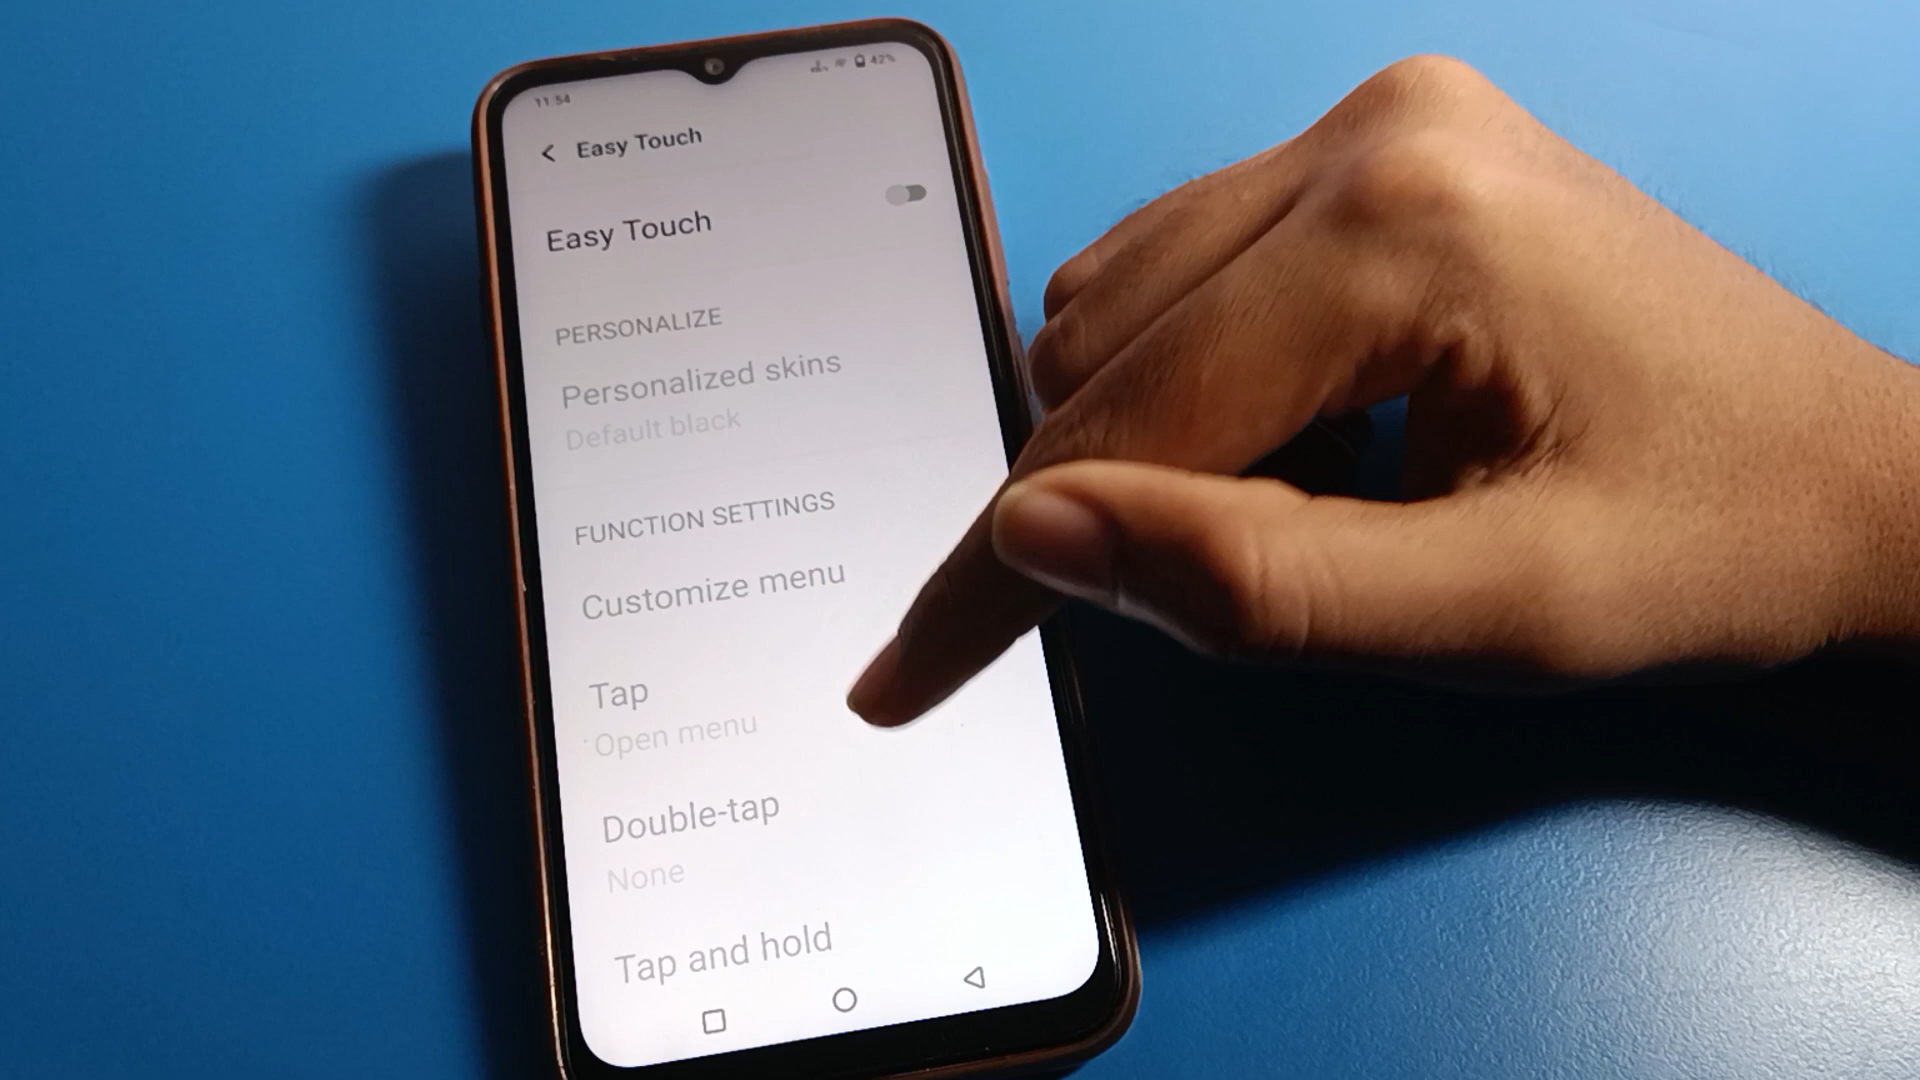 11:54
42%
Easy Touch
Easy Touch
PERSONALIZE
Personalized skins
Default black
FUNCTION SETTINGS
Customize menu
Tap
Open menu
Double-tap
None
Tap and hold